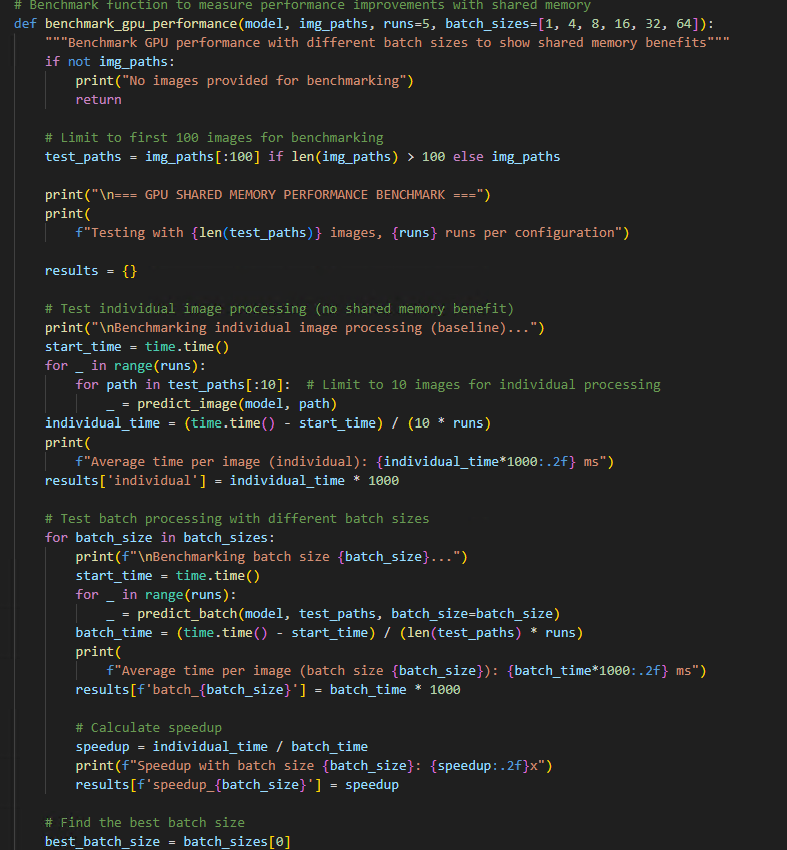 # Benchmark function to measure performance improvements with shared memory
def benchmark_gpu_performance(model, img_paths, runs=5, batch_sizes=[1, 4, 8, 16, 32, 64]):
    """Benchmark GPU performance with different batch sizes to show shared memory benefits"""
    if not img_paths:
        print("No images provided for benchmarking")
        return

    # Limit to first 100 images for benchmarking
    test_paths = img_paths[:100] if len(img_paths) > 100 else img_paths

    print("\n=== GPU SHARED MEMORY PERFORMANCE BENCHMARK ===")
    print(
        f"Testing with {len(test_paths)} images, {runs} runs per configuration")

    results = {}

    # Test individual image processing (no shared memory benefit)
    print("\nBenchmarking individual image processing (baseline)...")
    start_time = time.time()
    for _ in range(runs):
        for path in test_paths[:10]:  # Limit to 10 images for individual processing
            _ = predict_image(model, path)
    individual_time = (time.time() - start_time) / (10 * runs)
    print(
        f"Average time per image (individual): {individual_time*1000:.2f} ms")
    results['individual'] = individual_time * 1000

    # Test batch processing with different batch sizes
    for batch_size in batch_sizes:
        print(f"\nBenchmarking batch size {batch_size}...")
        start_time = time.time()
        for _ in range(runs):
            _ = predict_batch(model, test_paths, batch_size=batch_size)
        batch_time = (time.time() - start_time) / (len(test_paths) * runs)
        print(
            f"Average time per image (batch size {batch_size}): {batch_time*1000:.2f} ms")
        results[f'batch_{batch_size}'] = batch_time * 1000

        # Calculate speedup
        speedup = individual_time / batch_time
        print(f"Speedup with batch size {batch_size}: {speedup:.2f}x")
        results[f'speedup_{batch_size}'] = speedup

    # Find the best batch size
    best_batch_size = batch_sizes[0]